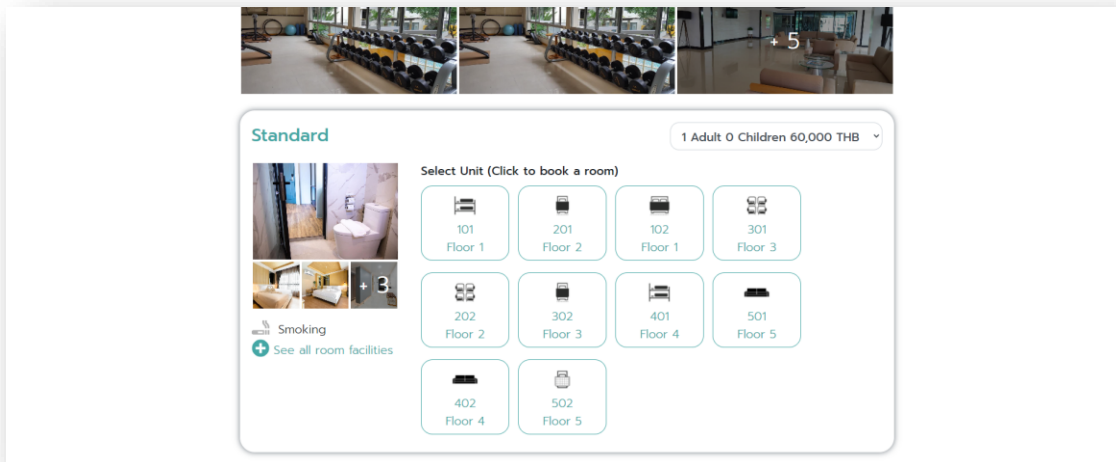 + 5
Standard
1 Adult 0 Children 60,000 THB
Select Unit (Click to book a room)
101
Floor 1
201
Floor 2
102
Floor 1
301
Floor 3
202
Floor 2
302
Floor 3
401
Floor 4
501
Floor 5
402
Floor 4
502
Floor 5
+ 3
Smoking
See all room facilities